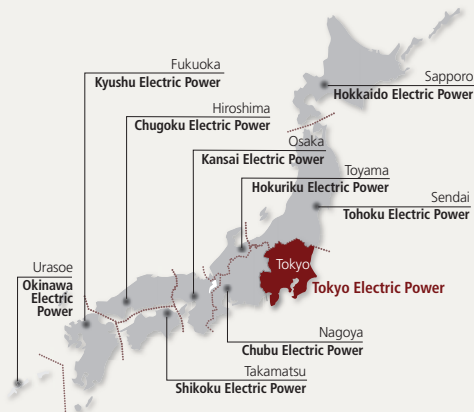 Fukuoka
Kyushu Electric Power
Hiroshima
Chugoku Electric Power
Osaka
Kansai Electric Power
Toyama
Hokuriku Electric Power
Sapporo
Hokkaido Electric Power
Sendai
Tohoku Electric Power
Tokyo
Tokyo Electric Power
Urasoe
Okinawa
Electric
Power
Nagoya
Chubu Electric Power
Takamatsu
Shikoku Electric Power